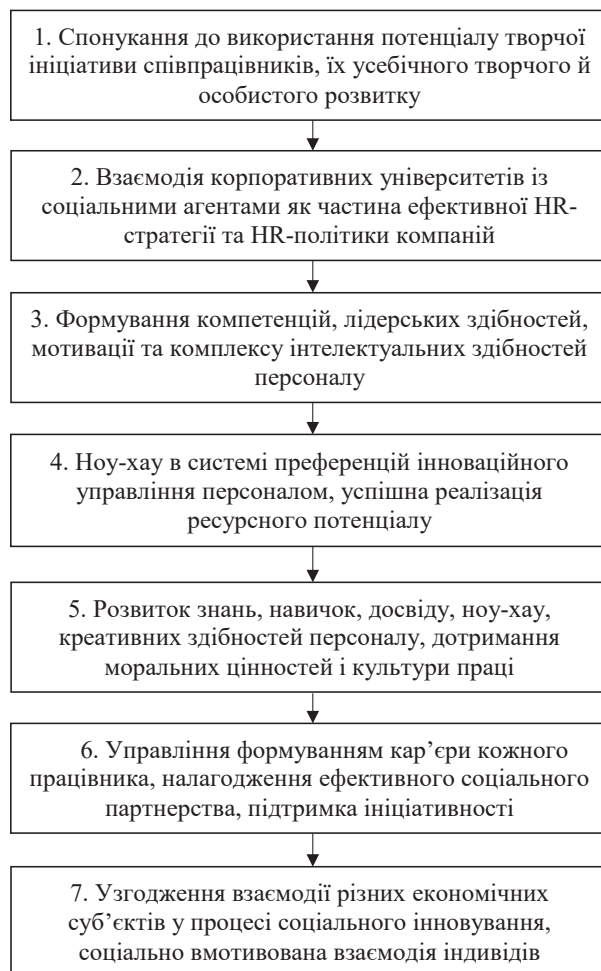 1. Спонукання до використання потенціалу творчої
ініціативи співпрацівників, їх усебічного творчого й
особистого розвитку
2. Взаємодія корпоративних університетів із
соціальними агентами як частина ефективної HR-
стратегії та HR-політики компаній
3. Формування компетенцій, лідерських здібностей,
мотивації та комплексу інтелектуальних здібностей
персоналу
4. Ноу-хау в системі преференцій інноваційного
управління персоналом, успішна реалізація
ресурсного потенціалу
5. Розвиток знань, навичок, досвіду, ноу-хау,
креативних здібностей персоналу, дотримання
моральних цінностей і культури праці
6. Управління формуванням кар’єри кожного
працівника, налагодження ефективного соціального
партнерства, підтримка ініціативності
7. Узгодження взаємодії різних економічних
суб’єктів у процесі соціального інновування,
соціально вмотивована взаємодія індивідів